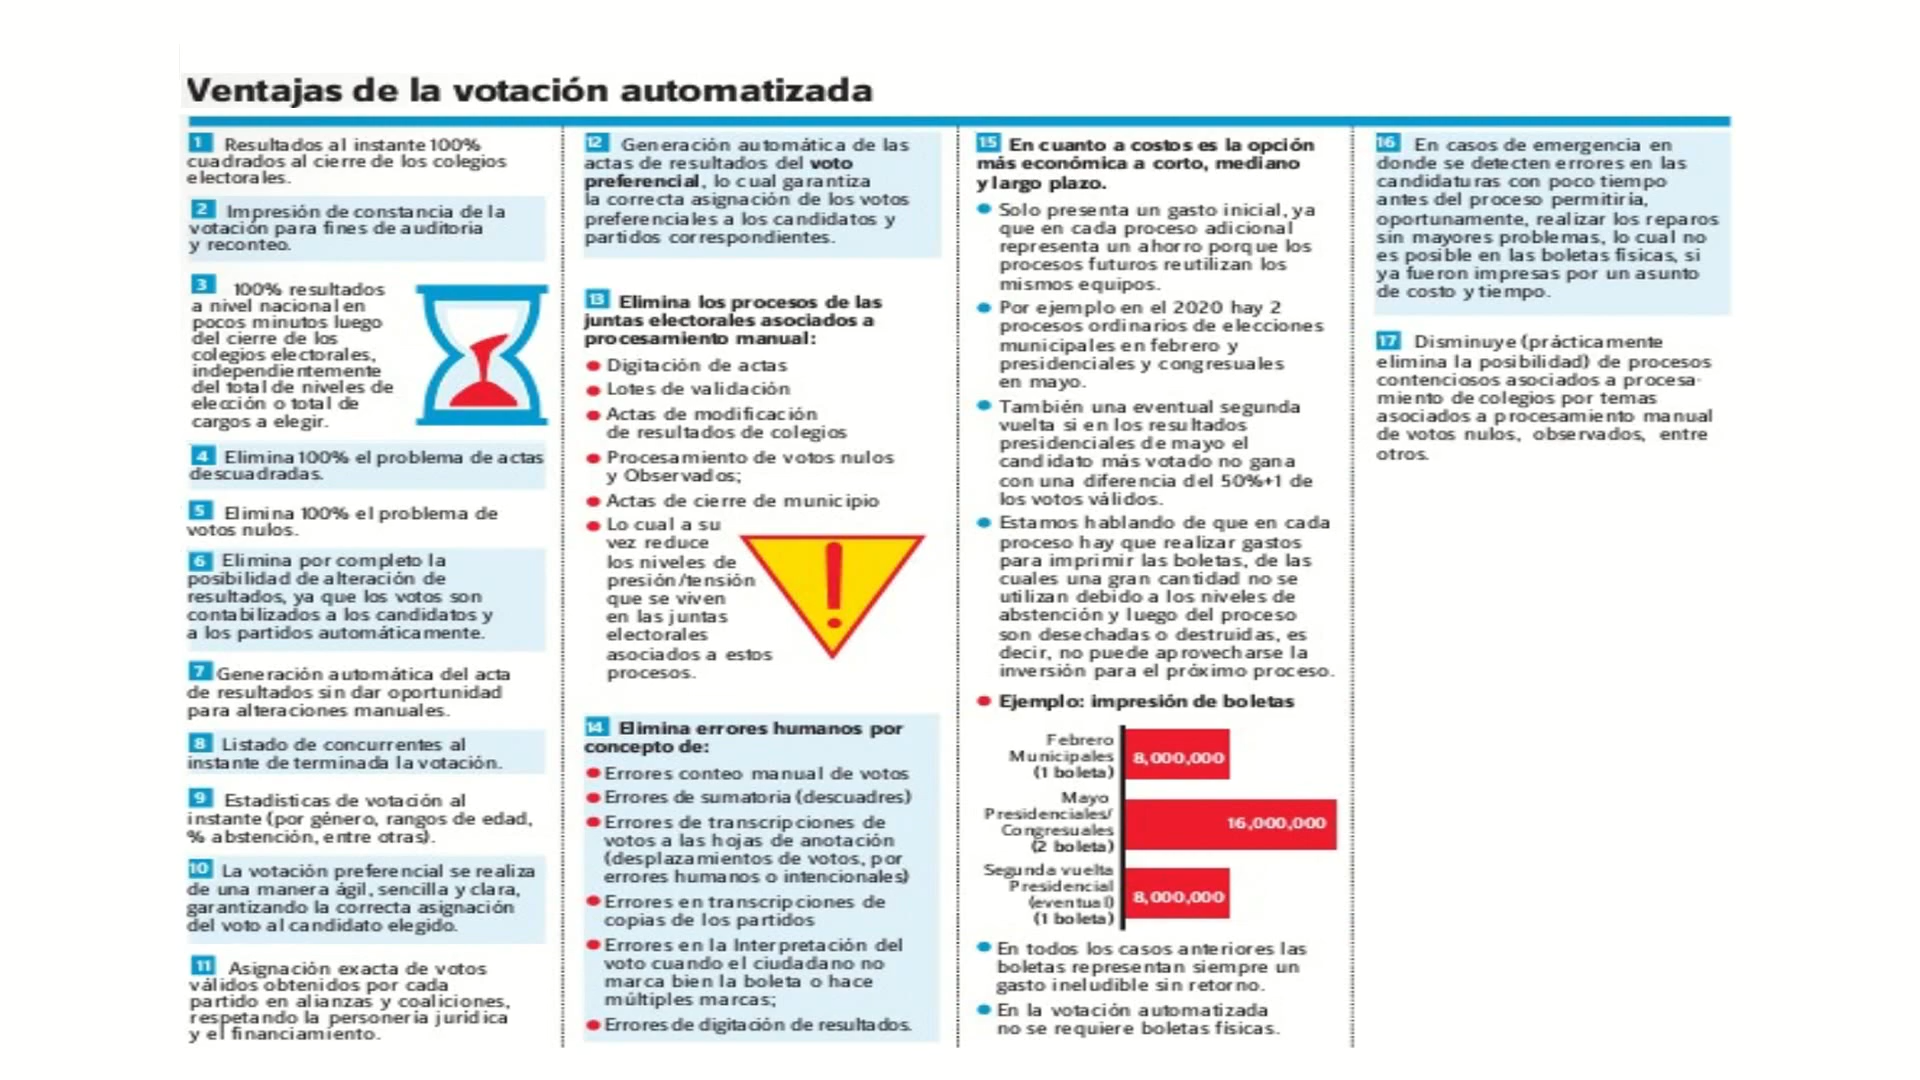 Ventajas de la votación automatizada
1 Resultados al instante 100%
cuadrados al cierre de los colegios
electorales.
2 Impresión de constancia de la
votación para fines de auditoria
y reconteo.
3 100% resultados
a nivel nacional en
pocos minutos luego
del cierre de los
colegios electorales,
independientemente
del total de niveles de
elección o total de
cargos a elegir.
4 Elimina 100% el problema de actas
descuadradas.
5 Elimina 100% el problema de
votos nulos.
6 Elimina por completo la
posibilidad de alteración de
resultados, ya que los votos son
contabilizados a los candidatos y
a los partidos automáticamente.
7 Generación automática del acta
de resultados sin dar oportunidad
para alteraciones manuales.
8 Listado de concurrentes al
instante de terminada la votación.
9 Estadísticas de votación al
instante (por género, rangos de edad,
% abstención, entre otras).
10 La votación preferencial se realiza
de una manera ágil, sencilla y clara,
garantizando la correcta asignación
del voto al candidato elegido.
11 Asignación exacta de votos
válidos obtenidos por cada
partido en alianzas y coaliciones,
respetando la personería jurídica
y el financiamiento.
12 Generación automática de las
actas de resultados del voto
preferencial, lo cual garantiza
la correcta asignación de los votos
preferenciales a los candidatos y
partidos correspondientes.
13 Elimina los procesos de las
juntas electorales asociados a
procesamiento manual:
Digitación de actas
Lotes de validación
Actas de modificación
de resultados de colegios
Procesamiento de votos nulos
y Observados;
Actas de cierre de municipio
Lo cual a su
vez reduce
los niveles de
presión/tensión
que se viven
en las juntas
electorales
asociados a estos
procesos.
14 Elimina errores humanos por
concepto de:
Errores conteo manual de votos
Errores de sumatoria (descuadres)
Errores de transcripciones de
votos a las hojas de anotación
(desplazamientos de votos, por
errores humanos o intencionales)
Errores en transcripciones de
copias de los partidos
Errores en la Interpretación del
voto cuando el ciudadano no
marca bien la boleta o hace
múltiples marcas;
Errores de digitación de resultados.
15 En cuanto a costos es la opción
más económica a corto, mediano
y largo plazo.
Solo presenta un gasto inicial, ya
que en cada proceso adicional
representa un ahorro porque los
procesos futuros reutilizan los
mismos equipos.
Por ejemplo en el 2020 hay 2
procesos ordinarios de elecciones
municipales en febrero y
presidenciales y congresuales
en mayo.
También una eventual segunda
vuelta si en los resultados
presidenciales de mayo el
candidato más votado no gana
con una diferencia del 50%+1 de
los votos válidos.
Estamos hablando de que en cada
proceso hay que realizar gastos
para imprimir las boletas, de las
cuales una gran cantidad no se
utilizan debido a los niveles de
abstención y luego del proceso
son desechadas o destruidas, es
decir, no puede aprovecharse la
inversión para el próximo proceso.
Ejemplo: impresión de boletas
Febrero
Municipales
(1 boleta)
8,000,000
Mayo
Presidenciales/
Congresuales
(2 boleta)
16,000,000
Segunda vuelta
Presidencial
(eventual)
(1 boleta)
8,000,000
En todos los casos anteriores las
boletas representan siempre un
gasto ineludible sin retorno.
En la votación automatizada
no se requiere boletas físicas.
16 En casos de emergencia en
donde se detecten errores en las
candidaturas con poco tiempo
antes del proceso permitiría,
oportunamente, realizar los reparos
sin mayores problemas, lo cual no
es posible en las boletas físicas, si
ya fueron impresas por un asunto
de costo y tiempo.
17 Disminuye (prácticamente
elimina la posibilidad) de procesos
contenciosos asociados a procesa-
miento de colegios por temas
asociados a procesamiento manual
de votos nulos, observados, entre
otros.